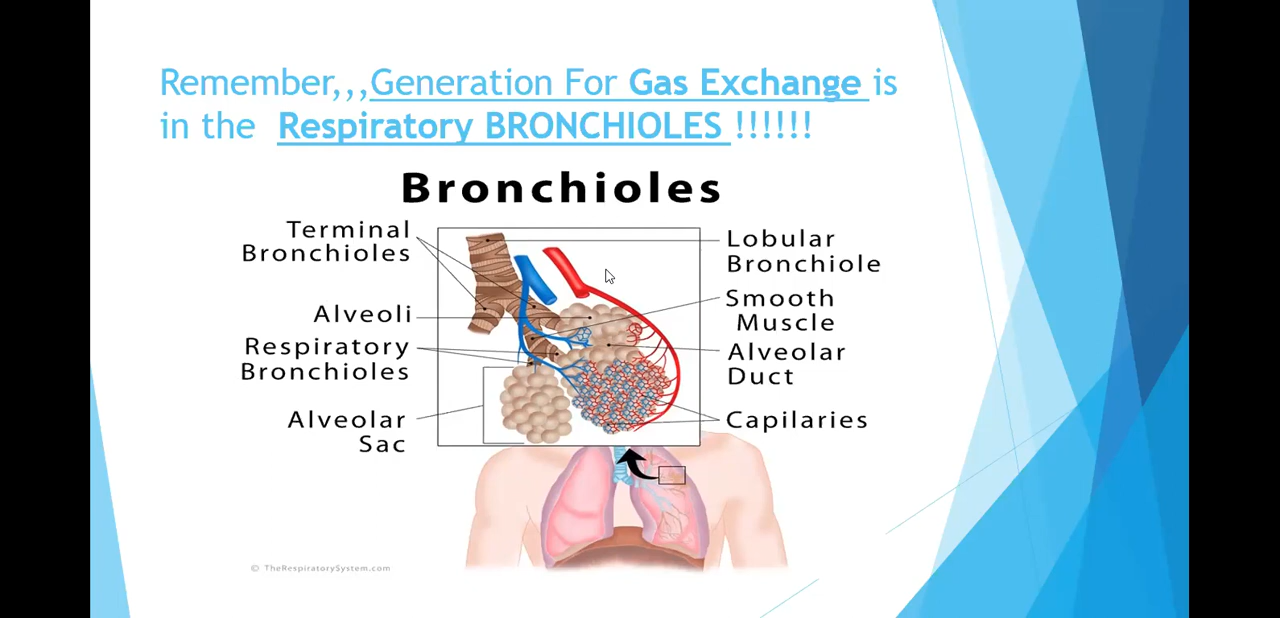 Remember,,,Generation For Gas Exchange is
in the Respiratory BRONCHIOLES !!!!!!
Bronchioles
Terminal
Bronchioles
Alveoli
Respiratory
Bronchioles
Alveolar
Sac
Lobular
Bronchiole
Smooth
Muscle
Alveolar
Duct
Capilaries
© TheRespiratorySystem.com